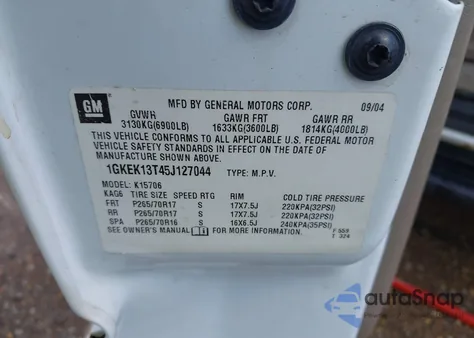 GM MFD BY GENERAL MOTORS CORP. 09/04
GVWR GAWR FRT GAWR RR
3130KG(6900LB) 1633KG(3600LB) 1814KG(4000LB)
THIS VEHICLE CONFORMS TO ALL APPLICABLE U.S. FEDERAL MOTOR
VEHICLE SAFETY STANDARDS IN EFFECT ON THE DATE OF
MANUFACTURE SHOWN ABOVE.
1GKEK13T45J127044 TYPE: M.P.V.
MODEL: K15706
KAG6 TIRE SIZE SPEED RTG RIM COLD TIRE PRESSURE
FRT P265/70R17 S 17X7.5J 220KPA(32PSI)
RR P265/70R17 S 17X7.5J 220KPA(32PSI)
SPA P265/70R16 S 16X6.5J 240KPA(35PSI)
SEE OWNER'S MANUAL FOR MORE INFORMATION.
F 559
T 324
autoSnap